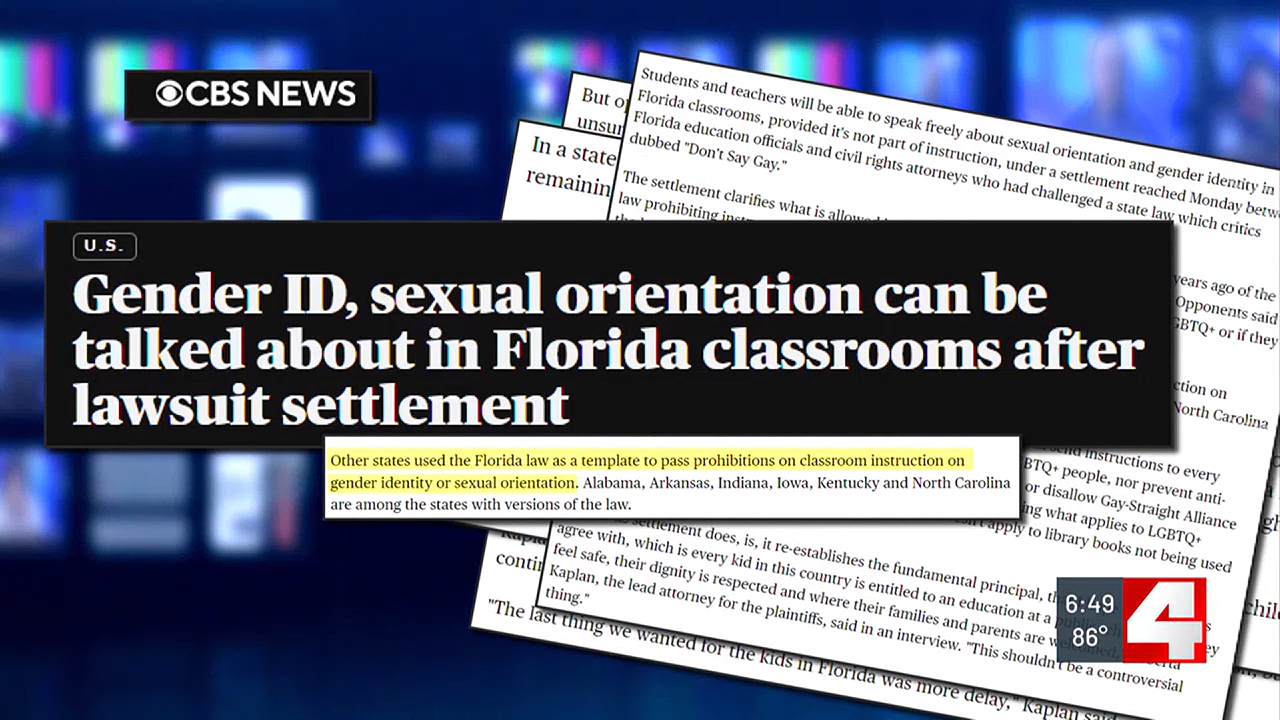 CBS NEWS
But
unsur
In a state
remainin
Students and teachers will be able to speak freely about sexual orientation and gender identity in
Florida classrooms, provided it's not part of instruction, under a settlement reached Monday betw
Florida education officials and civil rights attorneys who had challenged a state law which critics
dubbed "Don't Say Gay."
The settlement clarifies what is allowed
law prohibiting
years ago of the
Opponents said
GBTQ+ or if they
ction on
North Carolina
U.S.
Gender ID, sexual orientation can be
talked about in Florida classrooms after
lawsuit settlement
Other states used the Florida law as a template to pass prohibitions on classroom instruction on
gender identity or sexual orientation. Alabama, Arkansas, Indiana, Iowa, Kentucky and North Carolina
are among the states with versions of the law.
instructions to every
BTQ+ people, nor prevent anti-
or disallow Gay-Straight Alliance
ing what applies to LGBTQ+
apply to library books not being used
settlement does, is, it re-establishes the fundamental principal,
agree with, which is every kid in this country is entitled to an education at a
feel safe, their dignity is respected and where their families and parents are
Kaplan, the lead attorney for the plaintiffs, said in an interview. "This shouldn't be a controversial
thing."
contin
"The last thing we wanted for the kids in Florida was more delay," Kaplan said
6:49
86°
4